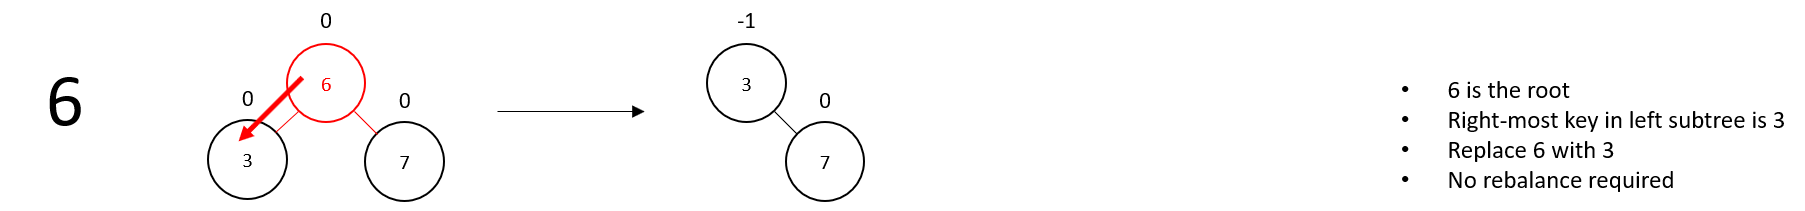 6
0
6
0
0
3
7
-1
3
0
7
• 6 is the root
• Right-most key in left subtree is 3
• Replace 6 with 3
• No rebalance required